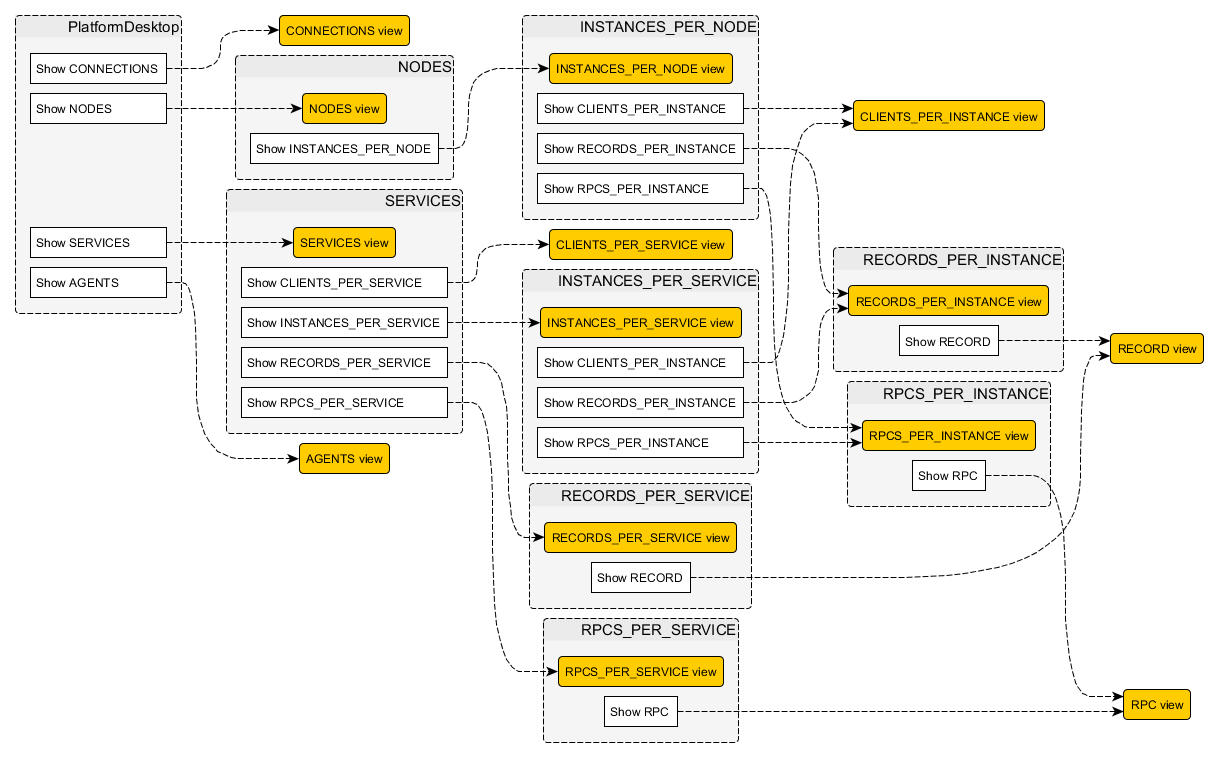 PlatformDesktop
Show CONNECTIONS
Show NODES
Show SERVICES
Show AGENTS
CONNECTIONS view
NODES
NODES view
Show INSTANCES_PER_NODE
SERVICES
SERVICES view
Show CLIENTS_PER_SERVICE
Show INSTANCES_PER_SERVICE
Show RECORDS_PER_SERVICE
Show RPCS_PER_SERVICE
AGENTS view
INSTANCES_PER_NODE
INSTANCES_PER_NODE view
Show CLIENTS_PER_INSTANCE
Show RECORDS_PER_INSTANCE
Show RPCS_PER_INSTANCE
CLIENTS_PER_SERVICE view
INSTANCES_PER_SERVICE
INSTANCES_PER_SERVICE view
Show CLIENTS_PER_INSTANCE
Show RECORDS_PER_INSTANCE
Show RPCS_PER_INSTANCE
RECORDS_PER_SERVICE
RECORDS_PER_SERVICE view
Show RECORD
RPCS_PER_SERVICE
RPCS_PER_SERVICE view
Show RPC
CLIENTS_PER_INSTANCE view
RECORDS_PER_INSTANCE
RECORDS_PER_INSTANCE view
Show RECORD
RPCS_PER_INSTANCE
RPCS_PER_INSTANCE view
Show RPC
RECORD view
RPC view